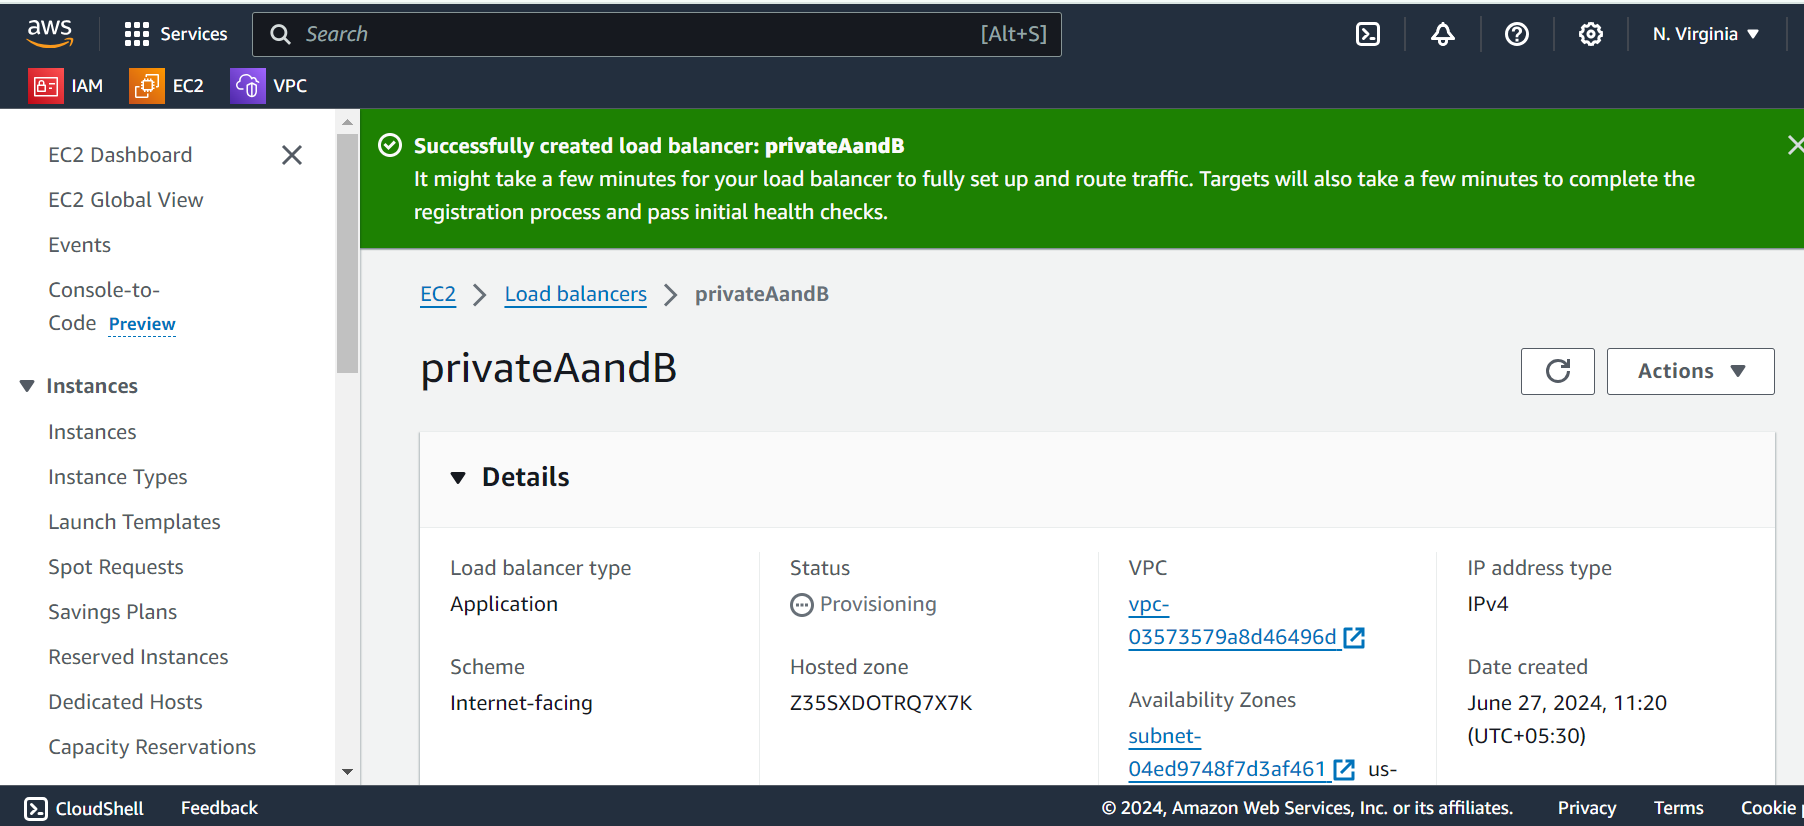 aws
Services
Search
[Alt+S]
N. Virginia
IAM
EC2
VPC
EC2 Dashboard
EC2 Global View
Events
Console-to-
Code Preview
Instances
Instances
Instance Types
Launch Templates
Spot Requests
Savings Plans
Reserved Instances
Dedicated Hosts
Capacity Reservations
Successfully created load balancer: privateAandB
It might take a few minutes for your load balancer to fully set up and route traffic. Targets will also take a few minutes to complete the
registration process and pass initial health checks.
EC2 > Load balancers > privateAandB
privateAandB
Actions
Details
Load balancer type
Application
Scheme
Internet-facing
Status
Provisioning
Hosted zone
Z35SXDOTRQ7X7K
VPC
vpc-
03573579a8d46496d
Availability Zones
subnet-
04ed9748f7d3af461 us-
IP address type
IPv4
Date created
June 27, 2024, 11:20
(UTC+05:30)
CloudShell
Feedback
© 2024, Amazon Web Services, Inc. or its affiliates.
Privacy
Terms
Cookie